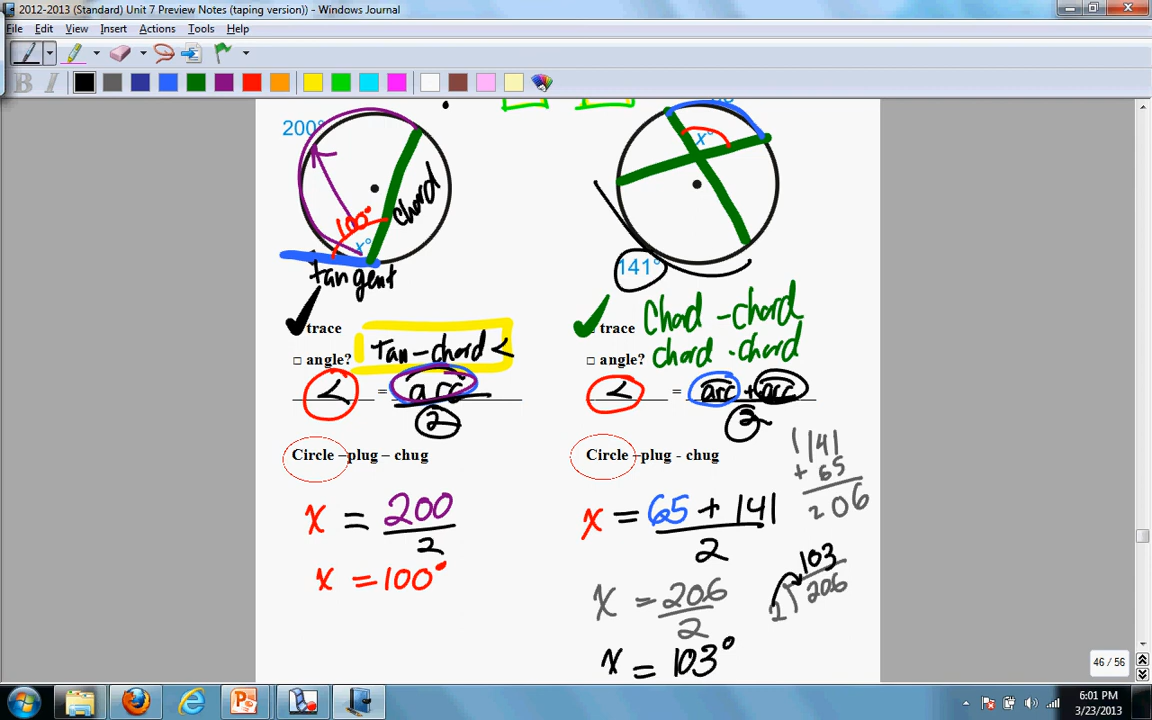 2012-2013 (Standard) Unit 7 Preview Notes (taping version)) - Windows Journal
File Edit View Insert Actions Tools Help
B I
200°
100°
x°
chord
tangent
x°
141°
trace
□ angle?
Tan-chord <
< = arc
2
Circle –plug – chug
x = 200
2
x = 100°
trace
Chord -chord
□ angle?
chord . chord
< = arc + arc
2
Circle –plug - chug
141
+ 65
206
x = 65 + 141
2
103
2 206
x = 206
2
x = 103°
46 / 56
6:01 PM
3/23/2013